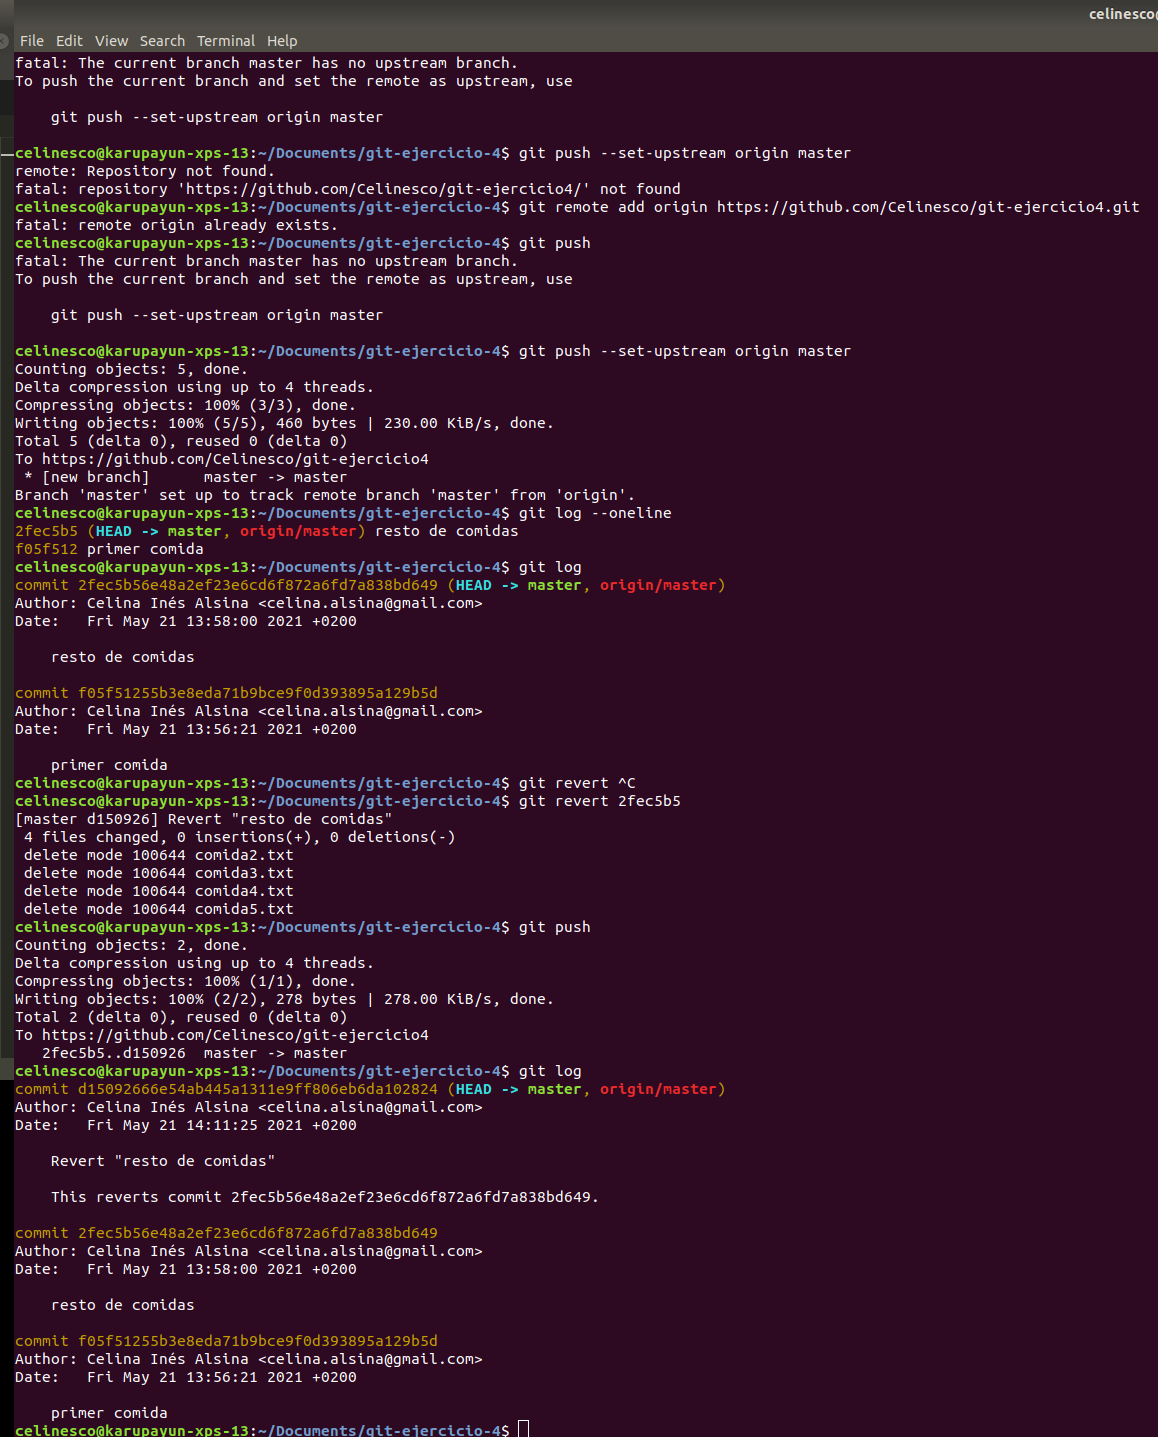 celinesco@
File Edit View Search Terminal Help
fatal: The current branch master has no upstream branch.
To push the current branch and set the remote as upstream, use
    git push --set-upstream origin master
celinesco@karupayun-xps-13:~/Documents/git-ejercicio-4$ git push --set-upstream origin master
remote: Repository not found.
fatal: repository 'https://github.com/Celinesco/git-ejercicio4/' not found
celinesco@karupayun-xps-13:~/Documents/git-ejercicio-4$ git remote add origin https://github.com/Celinesco/git-ejercicio4.git
fatal: remote origin already exists.
celinesco@karupayun-xps-13:~/Documents/git-ejercicio-4$ git push
fatal: The current branch master has no upstream branch.
To push the current branch and set the remote as upstream, use
    git push --set-upstream origin master
celinesco@karupayun-xps-13:~/Documents/git-ejercicio-4$ git push --set-upstream origin master
Counting objects: 5, done.
Delta compression using up to 4 threads.
Compressing objects: 100% (3/3), done.
Writing objects: 100% (5/5), 460 bytes | 230.00 KiB/s, done.
Total 5 (delta 0), reused 0 (delta 0)
To https://github.com/Celinesco/git-ejercicio4
 * [new branch]      master -> master
Branch 'master' set up to track remote branch 'master' from 'origin'.
celinesco@karupayun-xps-13:~/Documents/git-ejercicio-4$ git log --oneline
2fec5b5 (HEAD -> master, origin/master) resto de comidas
f05f512 primer comida
celinesco@karupayun-xps-13:~/Documents/git-ejercicio-4$ git log
commit 2fec5b56e48a2ef23e6cd6f872a6fd7a838bd649 (HEAD -> master, origin/master)
Author: Celina Inés Alsina <celina.alsina@gmail.com>
Date:   Fri May 21 13:58:00 2021 +0200
    resto de comidas
commit f05f51255b3e8eda71b9bce9f0d393895a129b5d
Author: Celina Inés Alsina <celina.alsina@gmail.com>
Date:   Fri May 21 13:56:21 2021 +0200
    primer comida
celinesco@karupayun-xps-13:~/Documents/git-ejercicio-4$ git revert ^C
celinesco@karupayun-xps-13:~/Documents/git-ejercicio-4$ git revert 2fec5b5
[master d150926] Revert "resto de comidas"
 4 files changed, 0 insertions(+), 0 deletions(-)
 delete mode 100644 comida2.txt
 delete mode 100644 comida3.txt
 delete mode 100644 comida4.txt
 delete mode 100644 comida5.txt
celinesco@karupayun-xps-13:~/Documents/git-ejercicio-4$ git push
Counting objects: 2, done.
Delta compression using up to 4 threads.
Compressing objects: 100% (1/1), done.
Writing objects: 100% (2/2), 278 bytes | 278.00 KiB/s, done.
Total 2 (delta 0), reused 0 (delta 0)
To https://github.com/Celinesco/git-ejercicio4
   2fec5b5..d150926  master -> master
celinesco@karupayun-xps-13:~/Documents/git-ejercicio-4$ git log
commit d15092666e54ab445a1311e9ff806eb6da102824 (HEAD -> master, origin/master)
Author: Celina Inés Alsina <celina.alsina@gmail.com>
Date:   Fri May 21 14:11:25 2021 +0200
    Revert "resto de comidas"
    This reverts commit 2fec5b56e48a2ef23e6cd6f872a6fd7a838bd649.
commit 2fec5b56e48a2ef23e6cd6f872a6fd7a838bd649
Author: Celina Inés Alsina <celina.alsina@gmail.com>
Date:   Fri May 21 13:58:00 2021 +0200
    resto de comidas
commit f05f51255b3e8eda71b9bce9f0d393895a129b5d
Author: Celina Inés Alsina <celina.alsina@gmail.com>
Date:   Fri May 21 13:56:21 2021 +0200
    primer comida
celinesco@karupayun-xps-13:~/Documents/git-ejercicio-4$